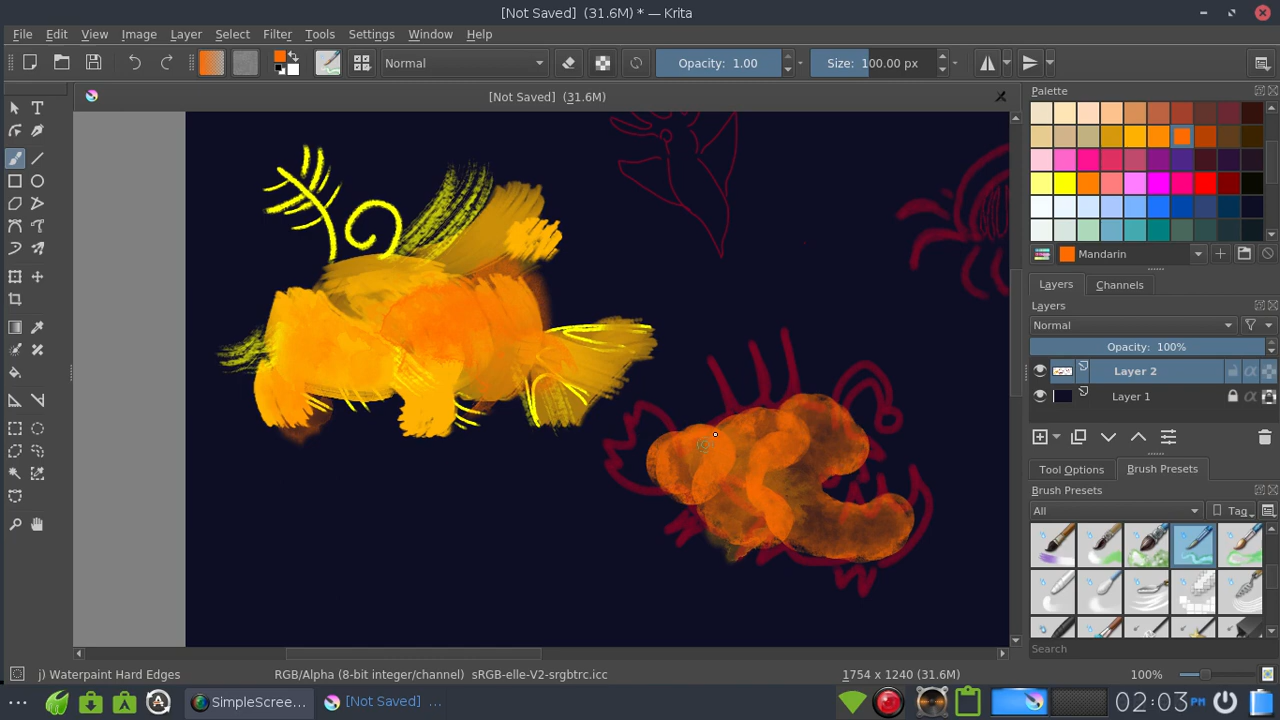 [Not Saved] (31.6M) * — Krita
File Edit View Image Layer Select Filter Tools Settings Window Help
Normal Opacity: 1.00 Size: 100.00 px
[Not Saved] (31.6M)
Palette
Mandarin
Layers Channels
Layers
Normal
Opacity: 100%
Layer 2
Layer 1
Tool Options Brush Presets
Brush Presets
All Tag
Search
j) Waterpaint Hard Edges RGB/Alpha (8-bit integer/channel) sRGB-elle-V2-srgbtrc.icc 1754 x 1240 (31.6M) 100%
SimpleScree... [Not Saved] ... 02:03 PM